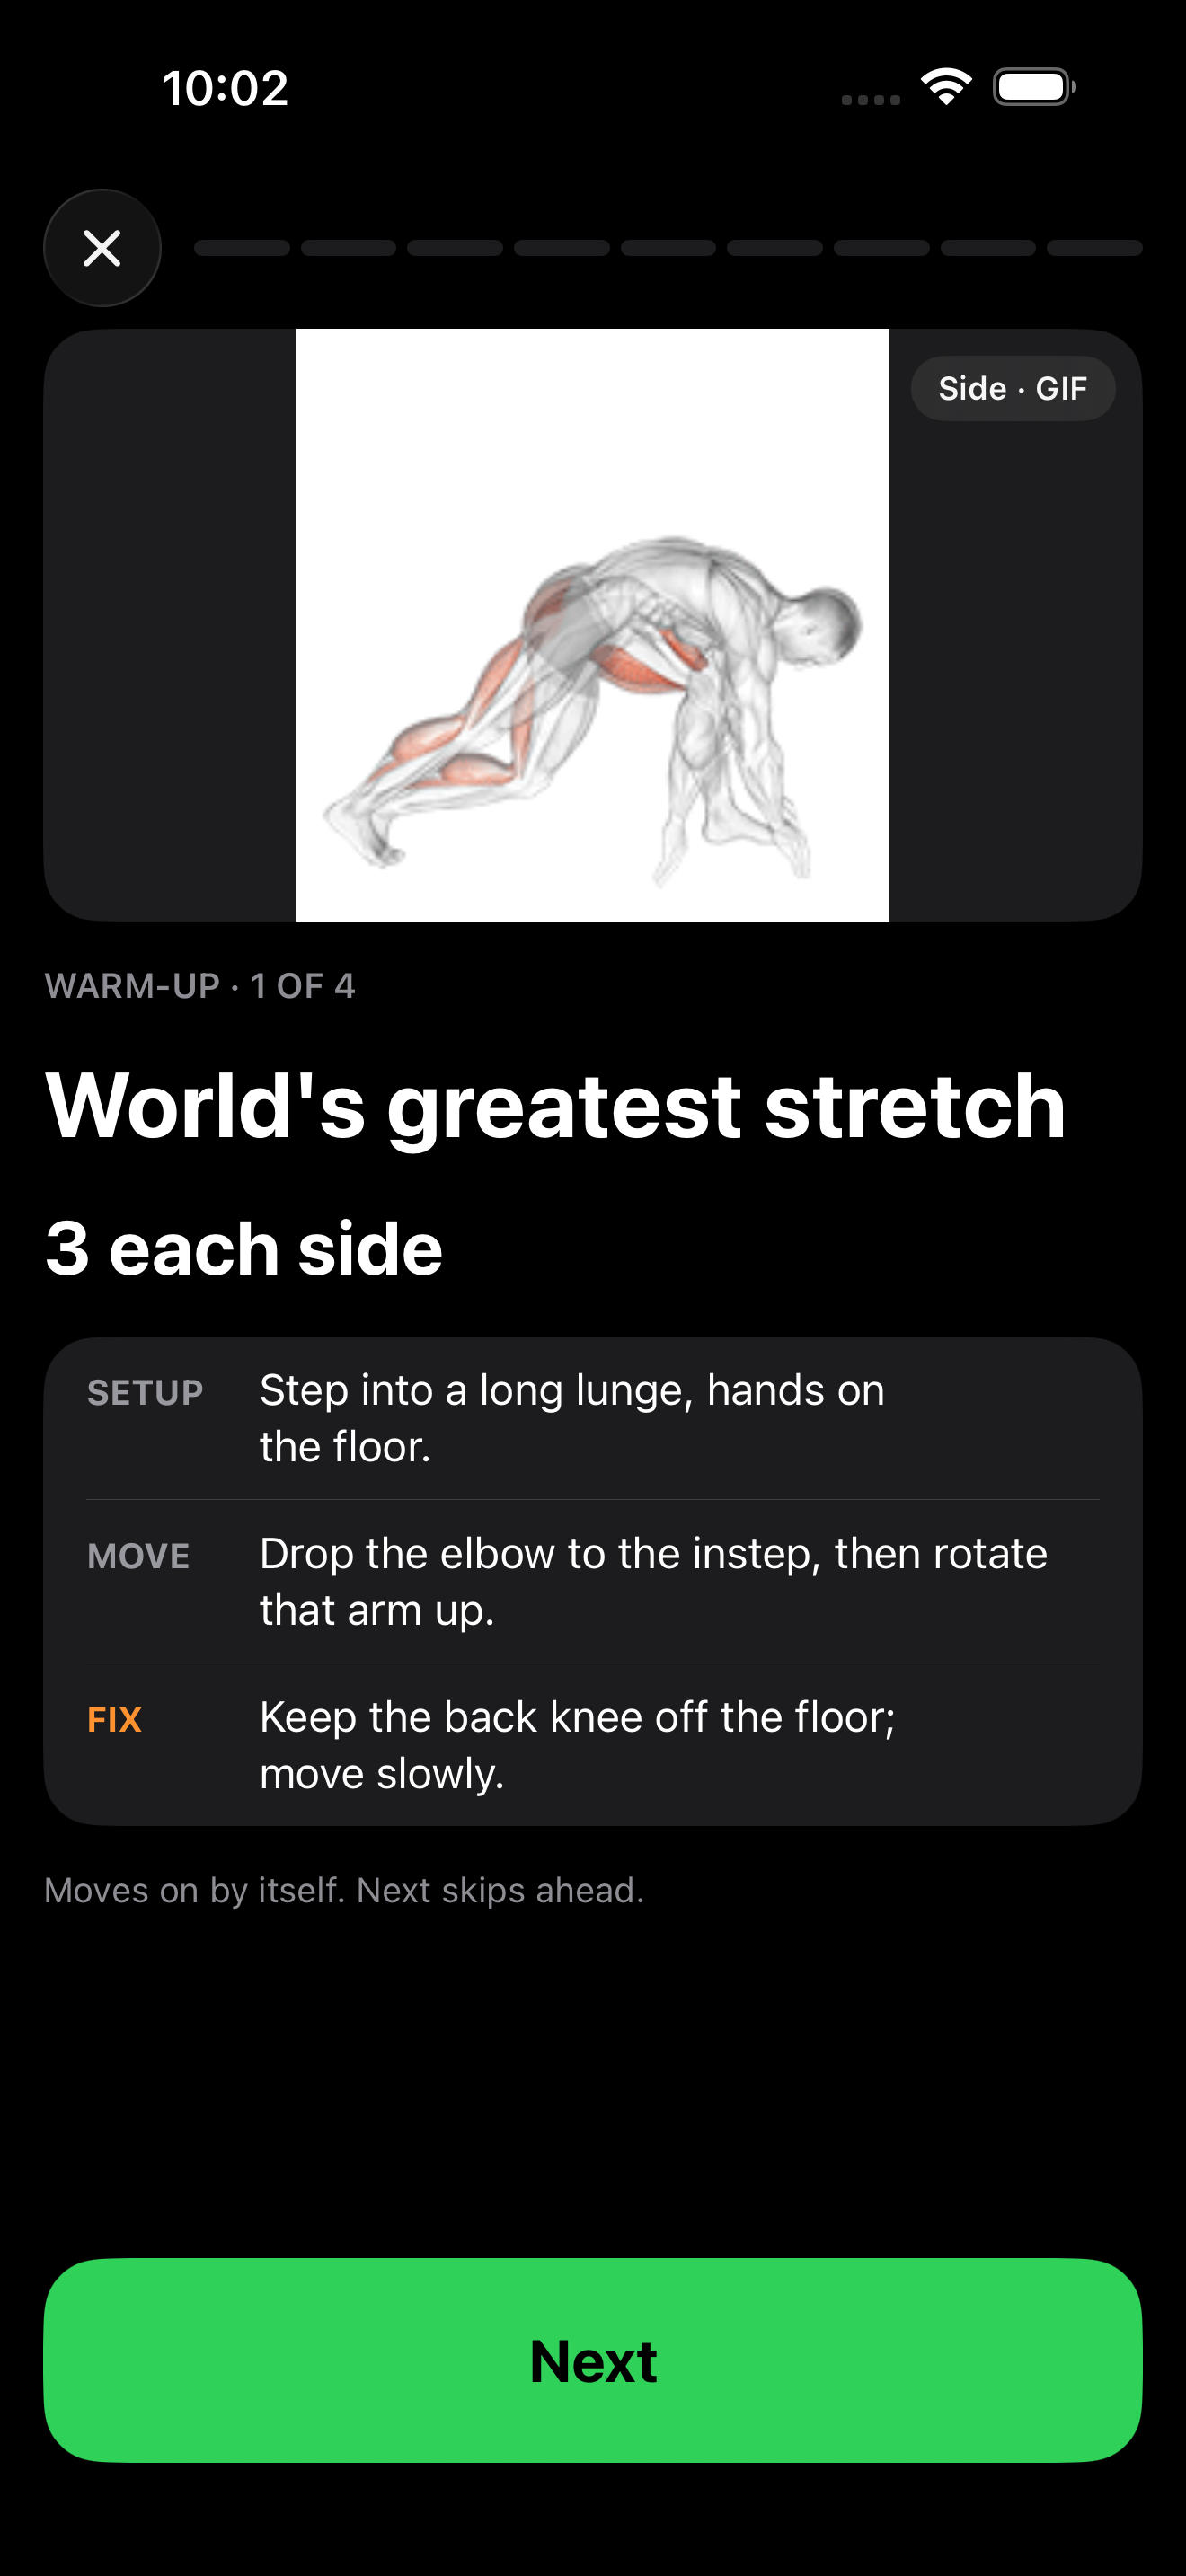 10:02
Side · GIF
WARM-UP · 1 OF 4
World's greatest stretch
3 each side
SETUP
Step into a long lunge, hands on
the floor.
MOVE
Drop the elbow to the instep, then rotate
that arm up.
FIX
Keep the back knee off the floor;
move slowly.
Moves on by itself. Next skips ahead.
Next